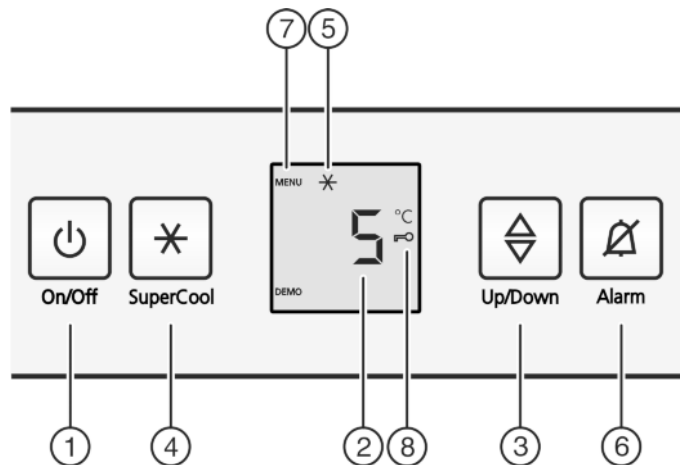 7 5
MENU
5 °C
DEMO
On/Off SuperCool Up/Down Alarm
1 4 2 8 3 6